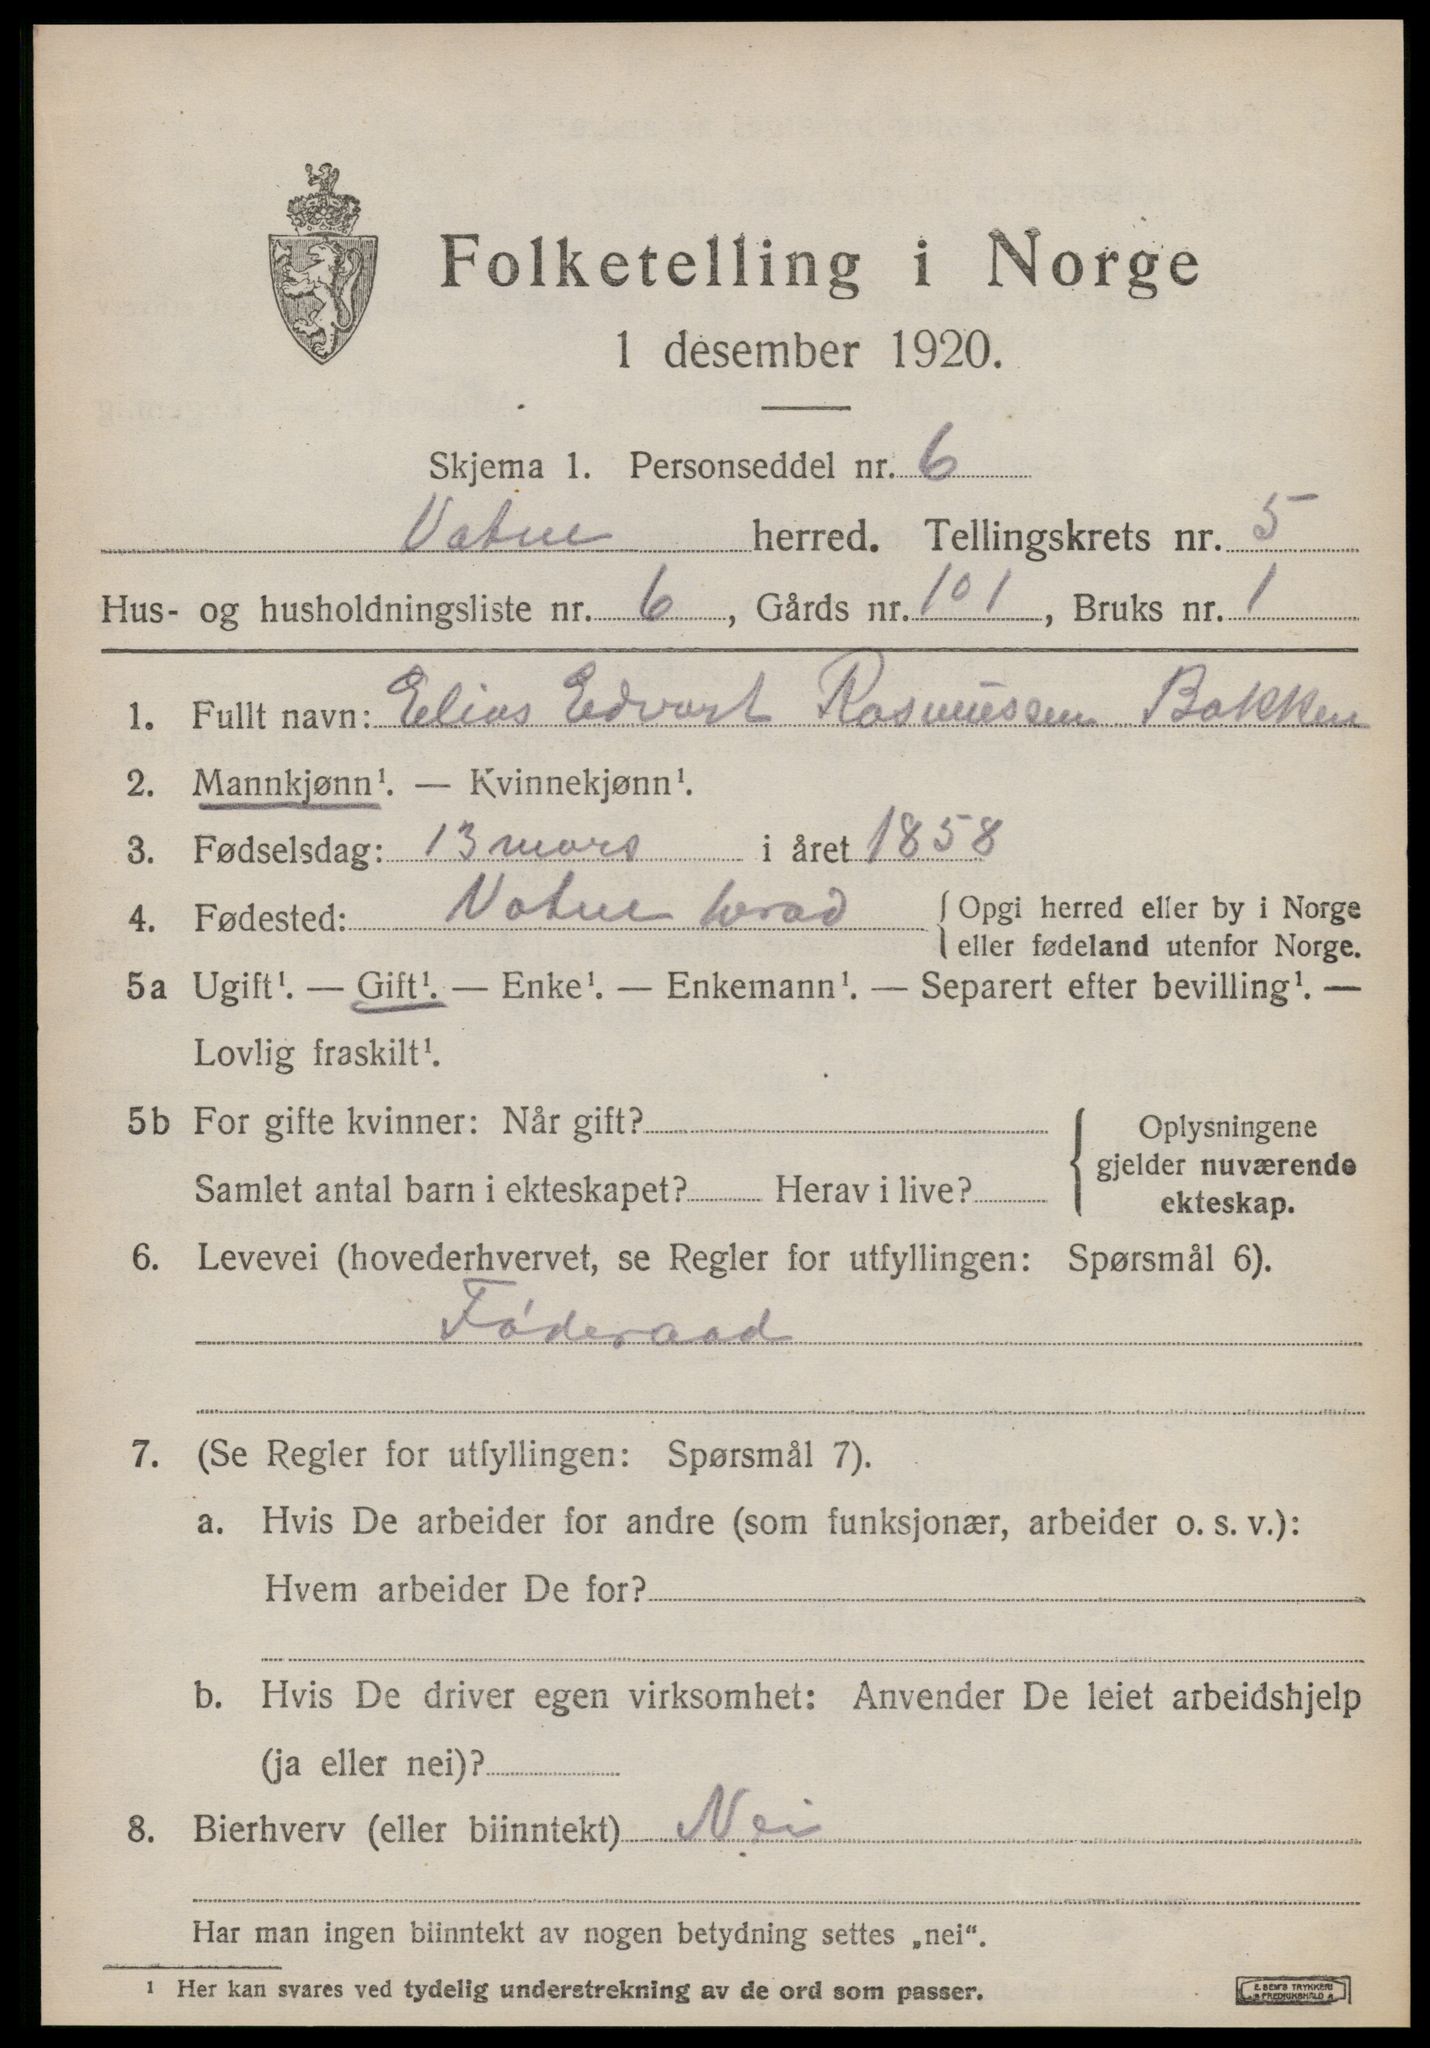 Folketelling i Norge
1 desember 1920.
Skjema 1. Personseddel nr. 6
Vatne herred. Tellingskrets nr. 5
Hus- og husholdningsliste nr. 6, Gårds nr. 101, Bruks nr. 1
1. Fullt navn: Elias Edvart Rasmussen Bakken
2. Mannkjønn¹. — Kvinnekjønn¹.
3. Fødselsdag: 13 mars i året 1858
4. Fødested: Vatne herad { Opgi herred eller by i Norge
eller fødeland utenfor Norge.
5a Ugift¹. — Gift¹. — Enke¹. — Enkemann¹. — Separert efter bevilling¹. —
Lovlig fraskilt¹.
5b For gifte kvinner: Når gift?
Samlet antal barn i ekteskapet? Herav i live?
{ Oplysningene
gjelder nuværende
ekteskap.
6. Levevei (hovederhvervet, se Regler for utfyllingen: Spørsmål 6).
Føderaad
7. (Se Regler for utfyllingen: Spørsmål 7).
a. Hvis De arbeider for andre (som funksjonær, arbeider o. s. v.):
Hvem arbeider De for?
b. Hvis De driver egen virksomhet: Anvender De leiet arbeidshjelp
(ja eller nei)?
8. Bierhverv (eller biinntekt) Nei
Har man ingen biinntekt av nogen betydning settes „nei“.
¹ Her kan svares ved tydelig understrekning av de ord som passer.
E. SEM'S TRYKKERI
FREDRIKSHALD